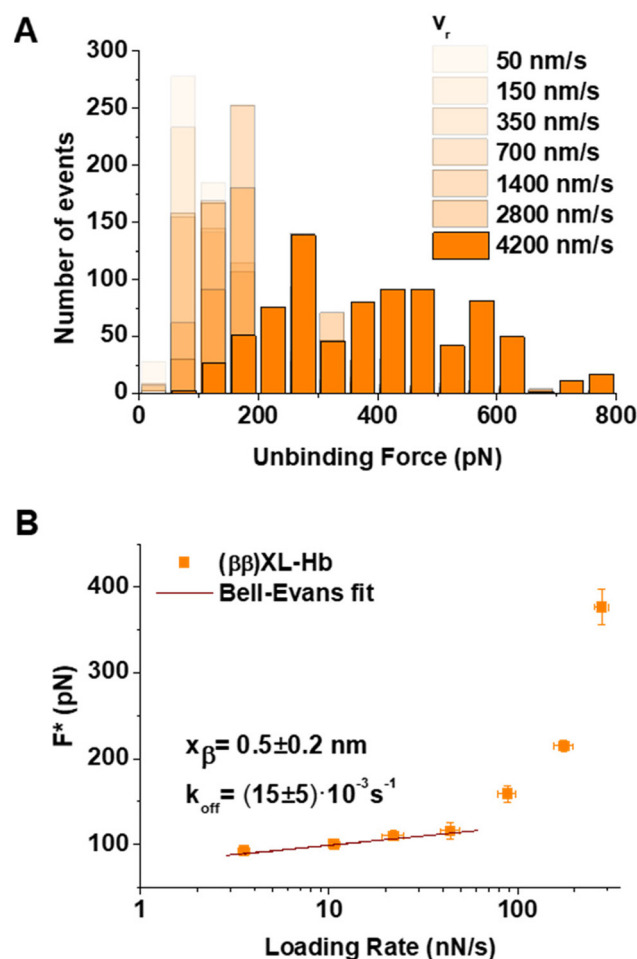 A
V_r
50 nm/s
150 nm/s
350 nm/s
700 nm/s
1400 nm/s
2800 nm/s
4200 nm/s
300
250
200
150
100
50
0
0 200 400 600 800
Number of events
Unbinding Force (pN)
B
(ββ)XL-Hb
Bell-Evans fit
400
300
200
100
F* (pN)
x_β= 0.5±0.2 nm
k_off= (15±5)·10⁻³s⁻¹
1 10 100
Loading Rate (nN/s)